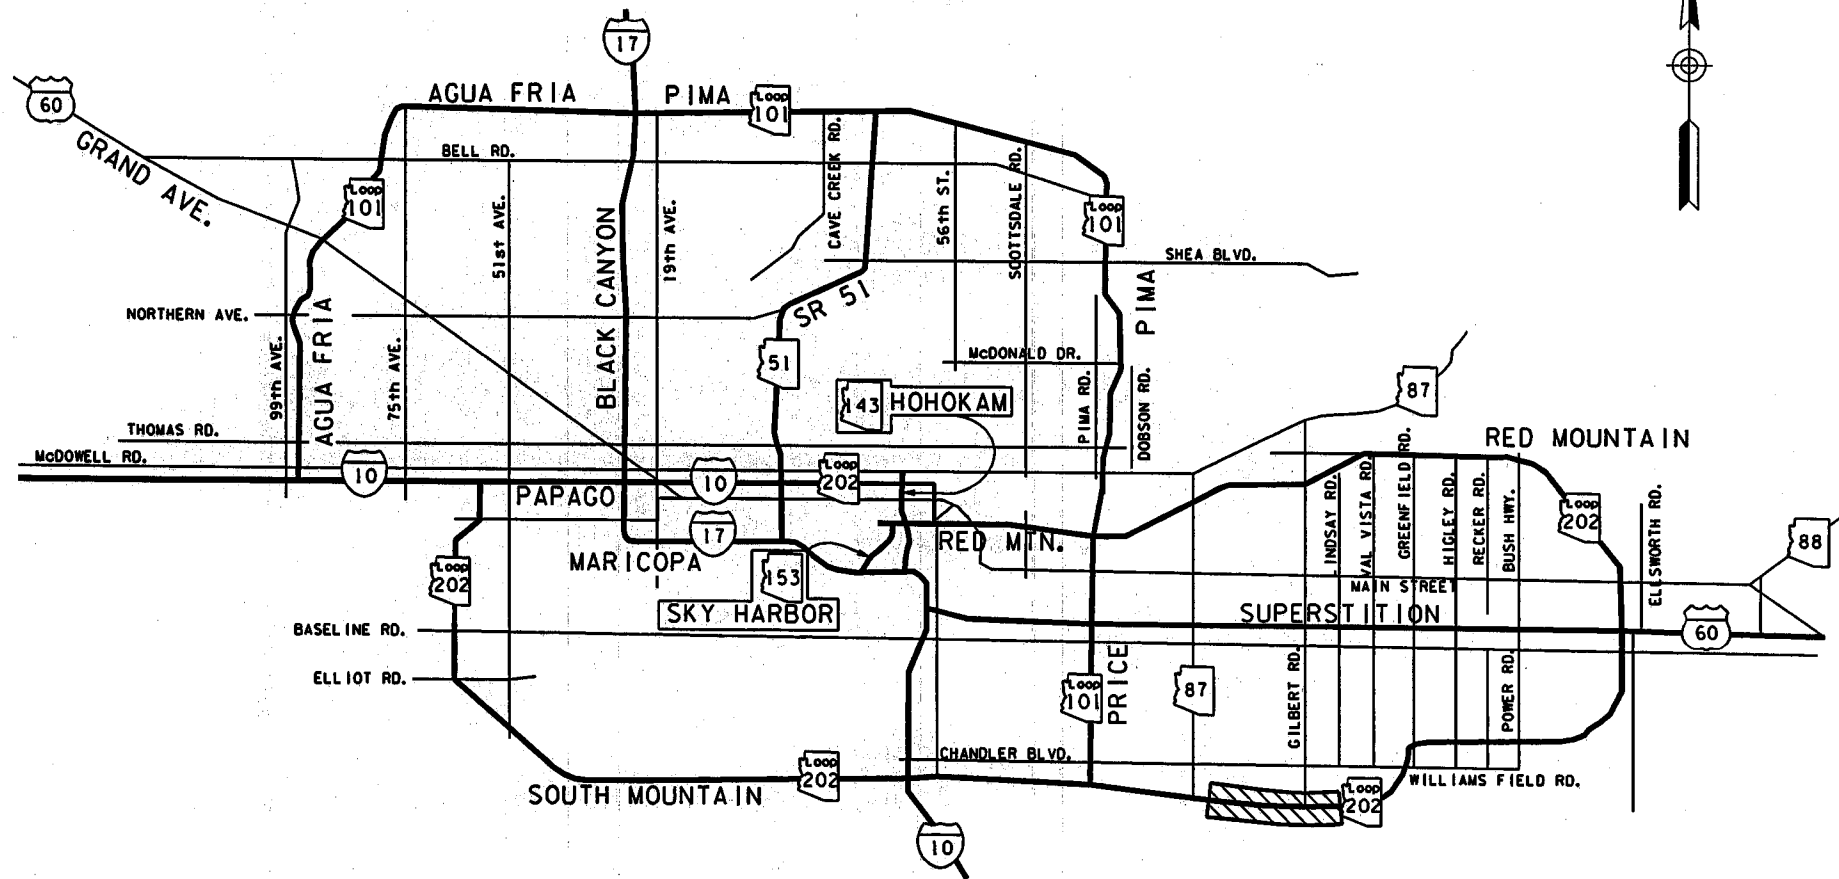 17
60
AGUA FRIA
PIMA
Loop
101
GRAND AVE.
BELL RD.
CAVE CREEK RD.
56th ST.
SCOTTSDALE RD.
Loop
101
Loop
101
51st AVE.
BLACK CANYON
19th AVE.
SHEA BLVD.
PIMA
NORTHERN AVE.
AGUA FRIA
SR 51
99th AVE.
75th AVE.
51
McDONALD DR.
PIMA RD.
DOBSON RD.
87
143
HOHOKAM
THOMAS RD.
McDOWELL RD.
RED MOUNTAIN
10
PAPAGO
10
Loop
202
17
MARICOPA
RED MTN.
INDSAY RD.
VAL VISTA RD.
GREENFIELD RD.
HIGLEY RD.
RECKER RD.
BUSH HWY.
Loop
202
ELLSWORTH RD.
88
Loop
202
153
SKY HARBOR
MAIN STREET
SUPERSTITION
60
BASELINE RD.
ELLIOT RD.
Loop
101
PRICE
87
GILBERT RD.
POWER RD.
CHANDLER BLVD.
WILLIAMS FIELD RD.
Loop
202
SOUTH MOUNTAIN
Loop
202
10